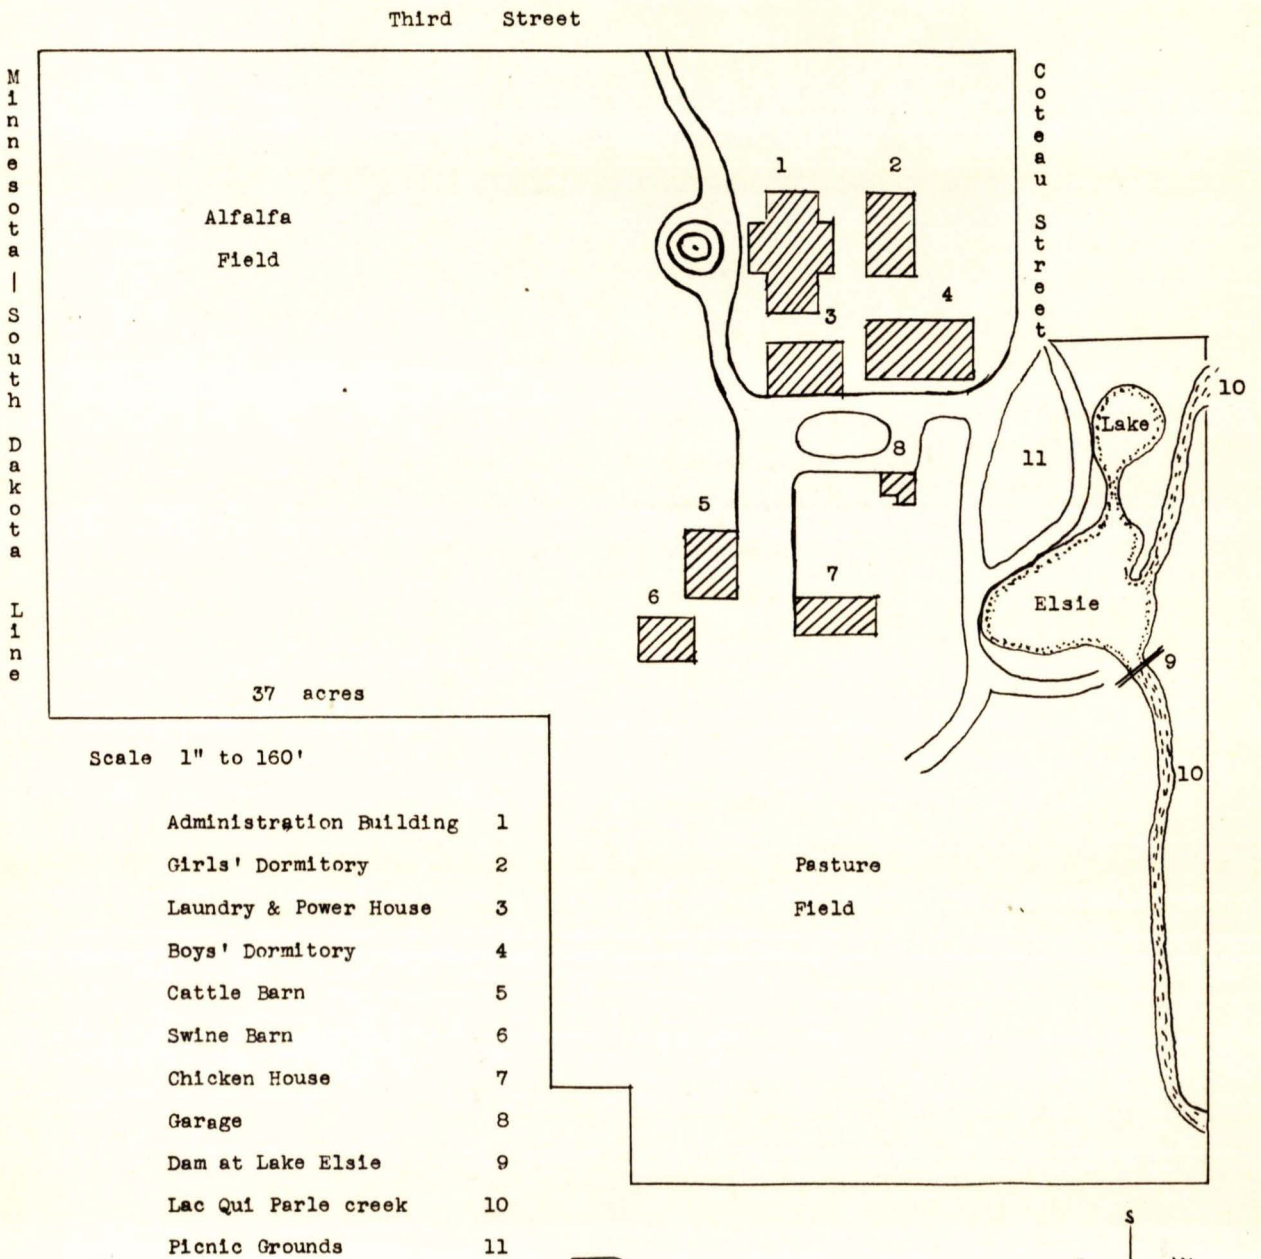 Third Street
Minnesota | South Dakota Line
Coteau Street
1
2
Alfalfa
Field
4
3
10
Lake
8
11
5
7
6
Elsie
9
37 acres
Scale 1" to 160'
10
Administration Building 1
Girls' Dormitory 2
Laundry & Power House 3
Boys' Dormitory 4
Cattle Barn 5
Swine Barn 6
Chicken House 7
Garage 8
Dam at Lake Elsie 9
Lac Qui Parle creek 10
Picnic Grounds 11
Pasture
Field
S